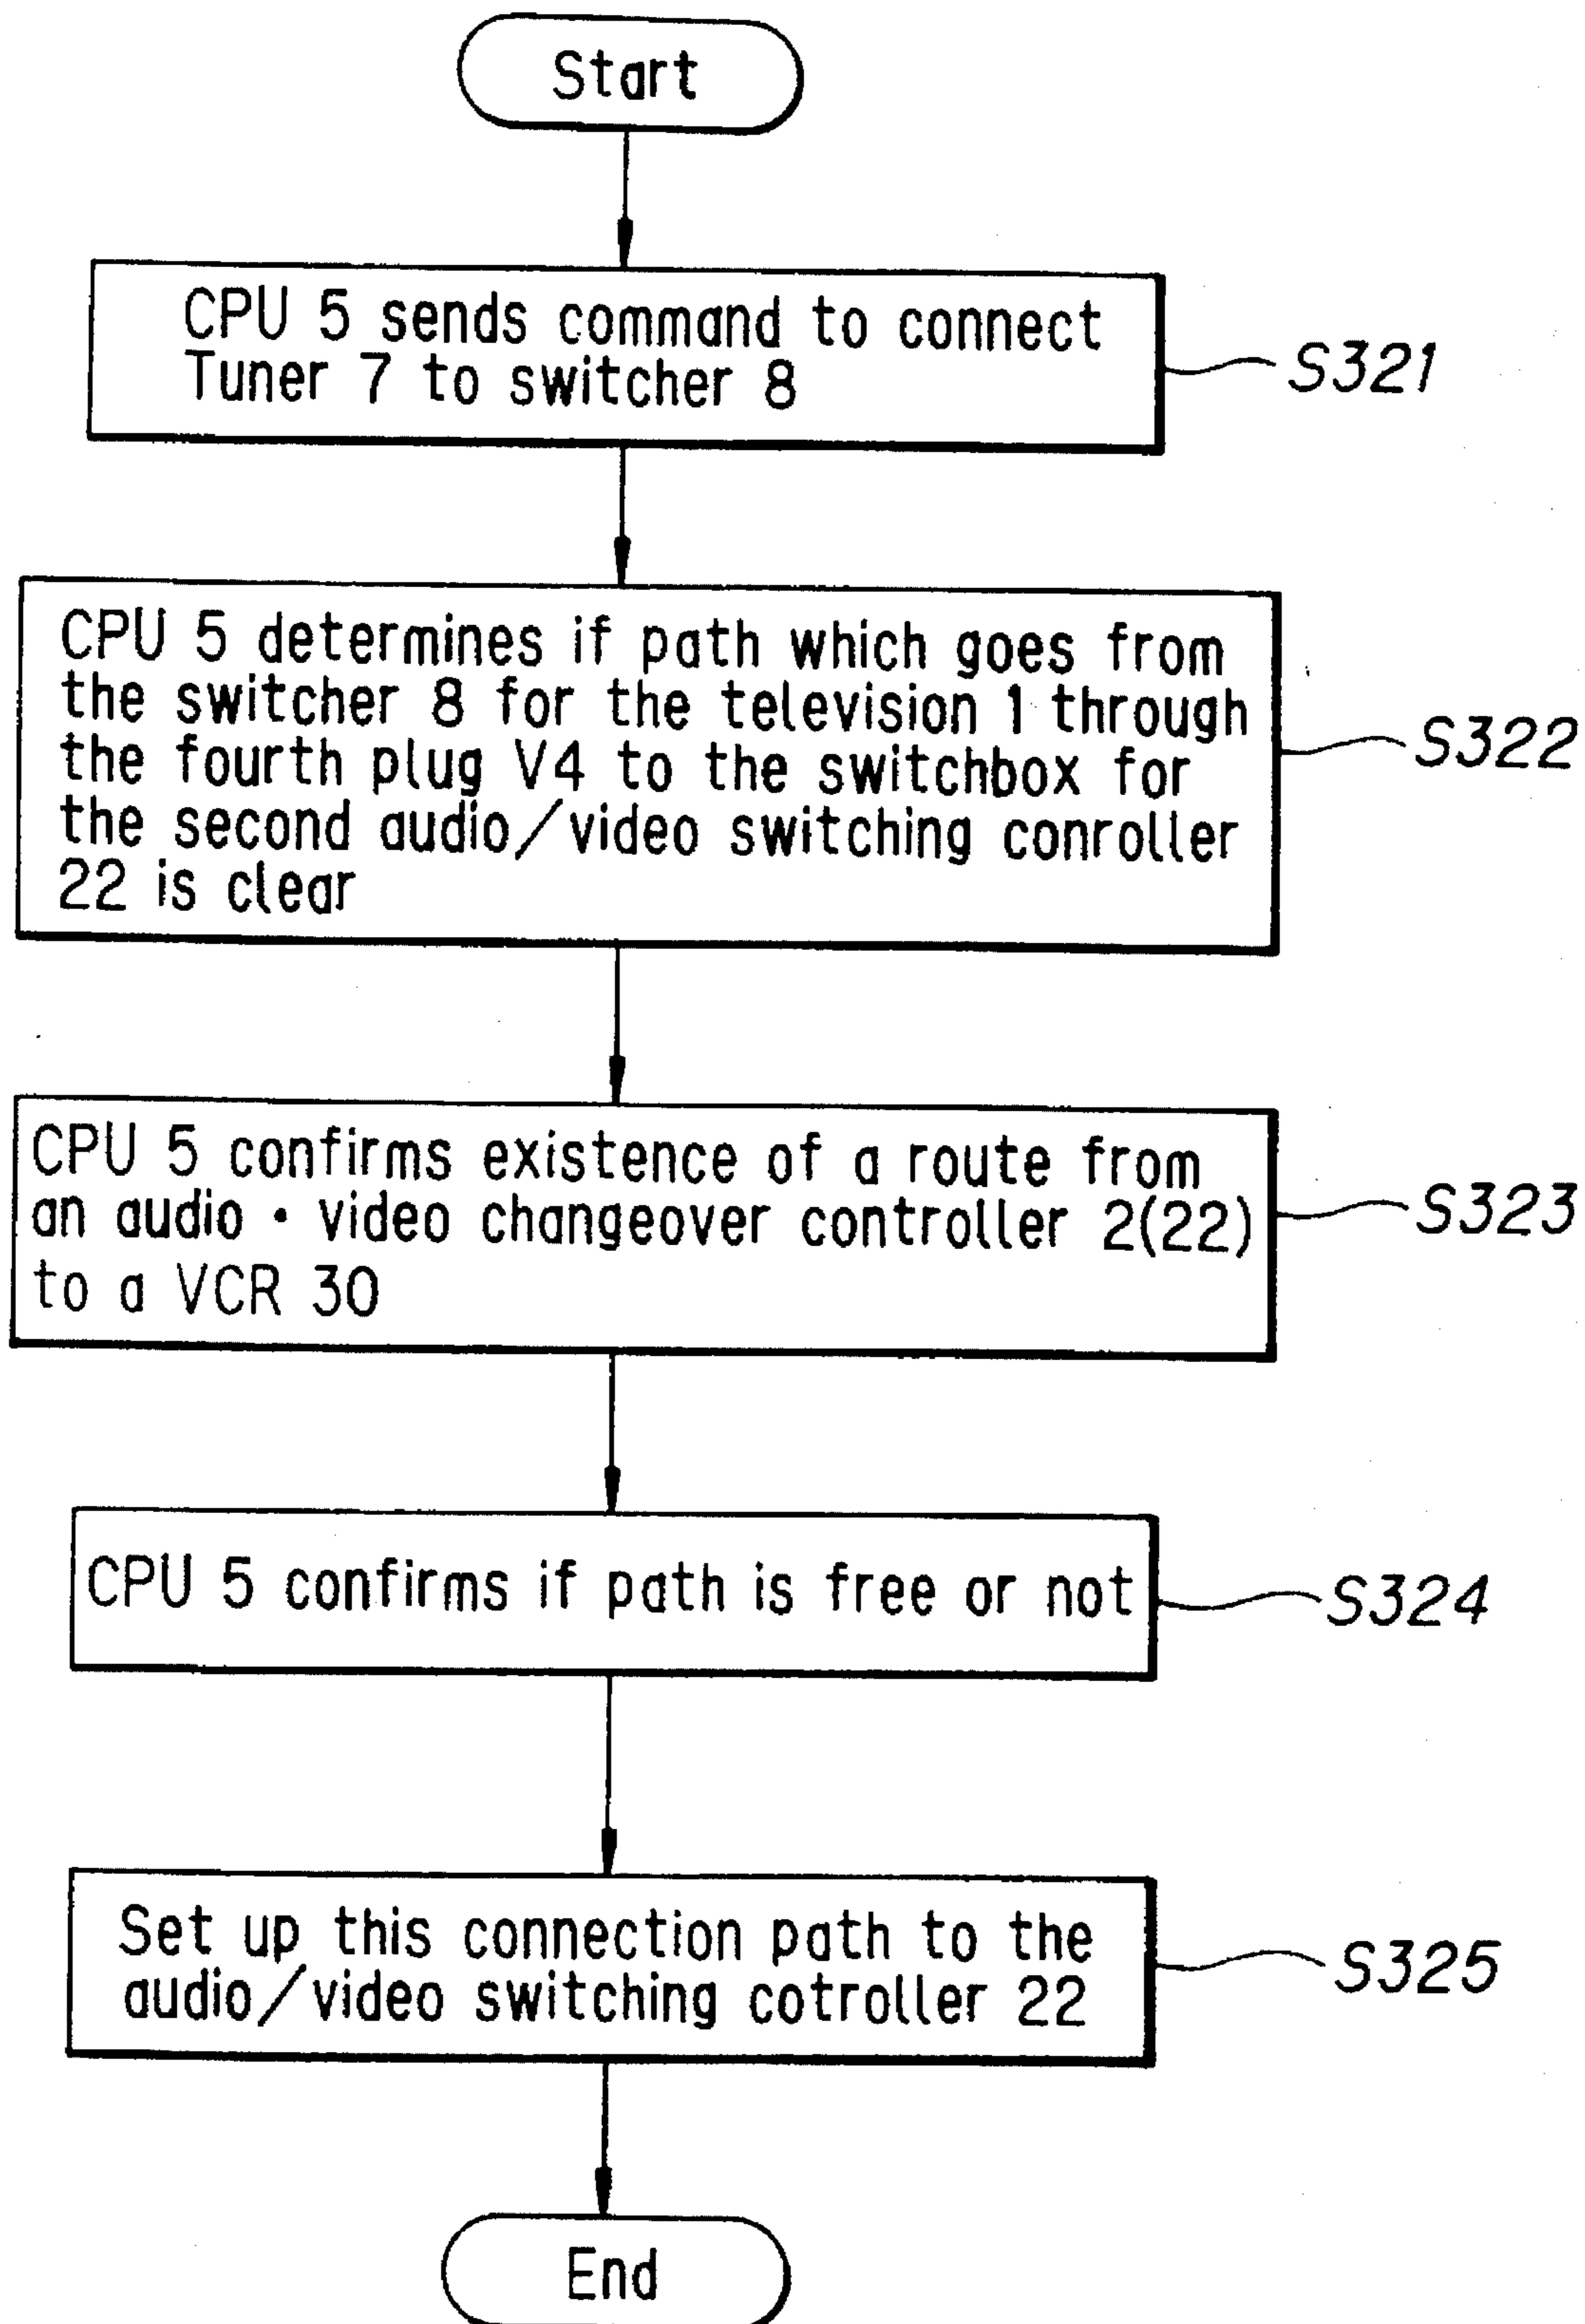 Start
CPU 5 sends command to connect
Tuner 7 to switcher 8
S321
CPU 5 determines if path which goes from
the switcher 8 for the television 1 through
the fourth plug V4 to the switchbox for
the second audio/video switching conroller
22 is clear
S322
CPU 5 confirms existence of a route from
an audio・video changeover controller 2(22)
to a VCR 30
S323
CPU 5 confirms if path is free or not
S324
Set up this connection path to the
audio/video switching cotroller 22
S325
End